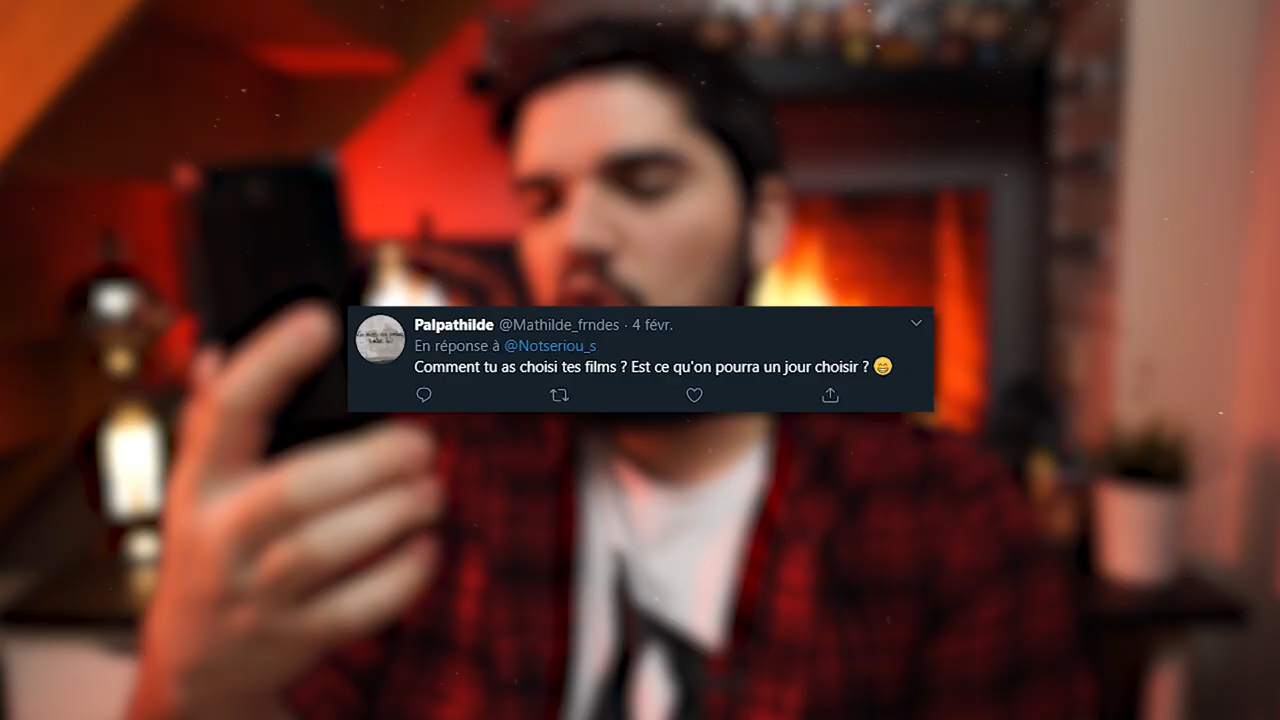 Palpathilde @Mathilde_frndes · 4 févr.
En réponse à @Notseriou_s
Comment tu as choisi tes films ? Est ce qu'on pourra un jour choisir ? 😁